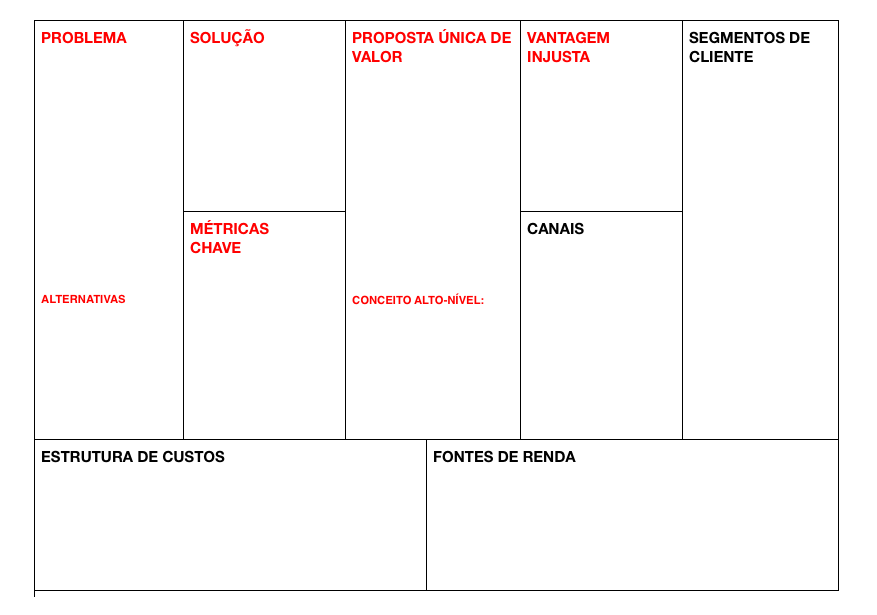 PROBLEMA
ALTERNATIVAS
SOLUÇÃO
MÉTRICAS
CHAVE
PROPOSTA ÚNICA DE
VALOR
CONCEITO ALTO-NÍVEL:
VANTAGEM
INJUSTA
CANAIS
SEGMENTOS DE
CLIENTE
ESTRUTURA DE CUSTOS
FONTES DE RENDA